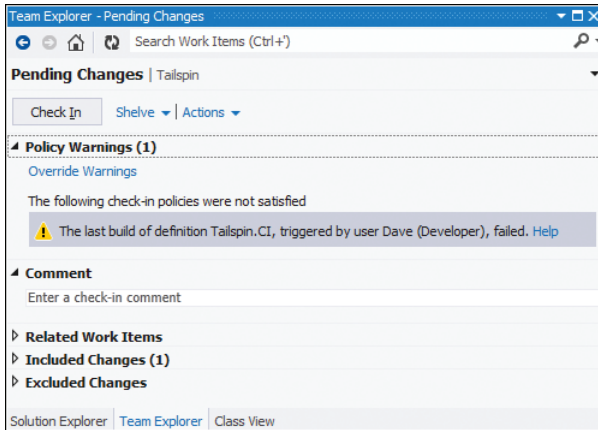 Team Explorer - Pending Changes
Search Work Items (Ctrl+')
Pending Changes | Tailspin
Check In Shelve | Actions
Policy Warnings (1)
Override Warnings
The following check-in policies were not satisfied
The last build of definition Tailspin.CI, triggered by user Dave (Developer), failed. Help
Comment
Enter a check-in comment
Related Work Items
Included Changes (1)
Excluded Changes
Solution Explorer Team Explorer Class View